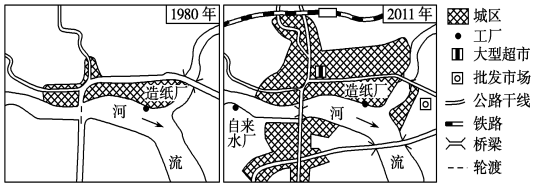 1980年
造纸厂
河
流
2011年
造纸厂
自来
水厂
河
流
城区
工厂
大型超市
批发市场
公路干线
铁路
桥梁
轮渡